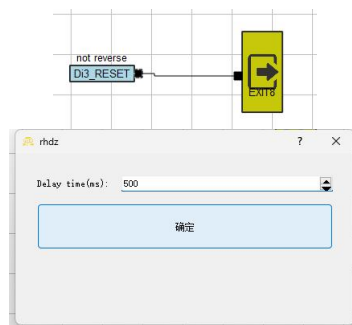 not reverse
Di3_RESET
EXIT8
rhdz
Delay time(ms): 500
确定